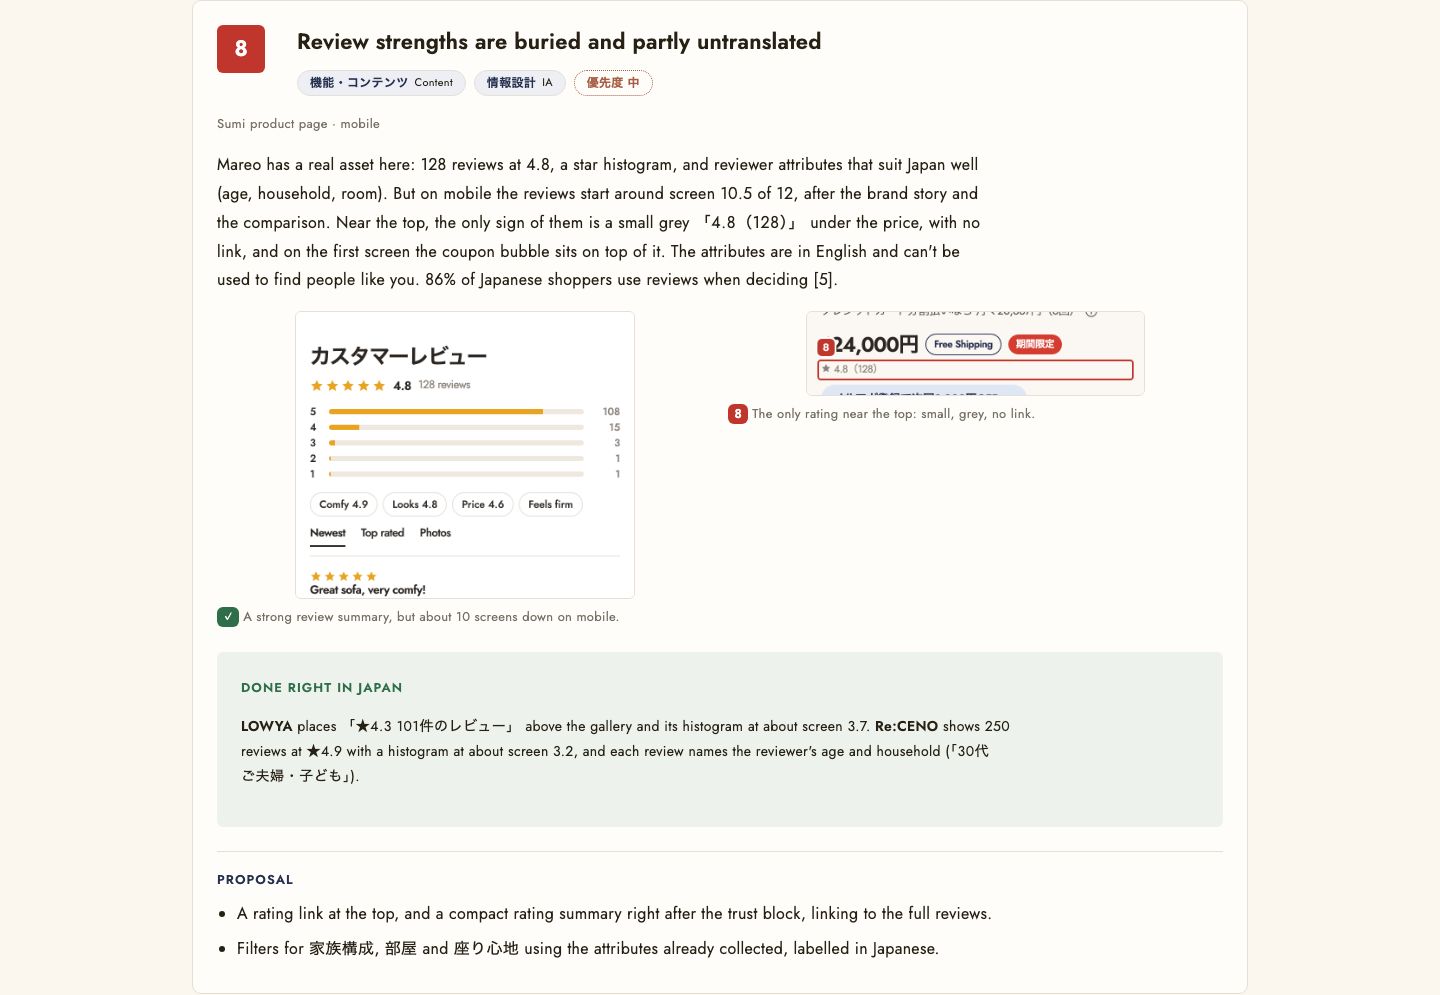 8
Review strengths are buried and partly untranslated
機能・コンテンツ Content 情報設計 IA 優先度 中
Sumi product page · mobile
Mareo has a real asset here: 128 reviews at 4.8, a star histogram, and reviewer attributes that suit Japan well
(age, household, room). But on mobile the reviews start around screen 10.5 of 12, after the brand story and
the comparison. Near the top, the only sign of them is a small grey 「4.8（128）」 under the price, with no
link, and on the first screen the coupon bubble sits on top of it. The attributes are in English and can't be
used to find people like you. 86% of Japanese shoppers use reviews when deciding [5].
カスタマーレビュー
★★★★★ 4.8 128 reviews
5 108
4 15
3 3
2 1
1 1
Comfy 4.9 Looks 4.8 Price 4.6 Feels firm
Newest Top rated Photos
★★★★★
Great sofa, very comfy!
✓ A strong review summary, but about 10 screens down on mobile.
8 24,000円 Free Shipping 期間限定
★ 4.8（128）
8 The only rating near the top: small, grey, no link.
DONE RIGHT IN JAPAN
LOWYA places 「★4.3 101件のレビュー」 above the gallery and its histogram at about screen 3.7. Re:CENO shows 250
reviews at ★4.9 with a histogram at about screen 3.2, and each review names the reviewer's age and household (「30代
ご夫婦・子ども」).
PROPOSAL
• A rating link at the top, and a compact rating summary right after the trust block, linking to the full reviews.
• Filters for 家族構成, 部屋 and 座り心地 using the attributes already collected, labelled in Japanese.